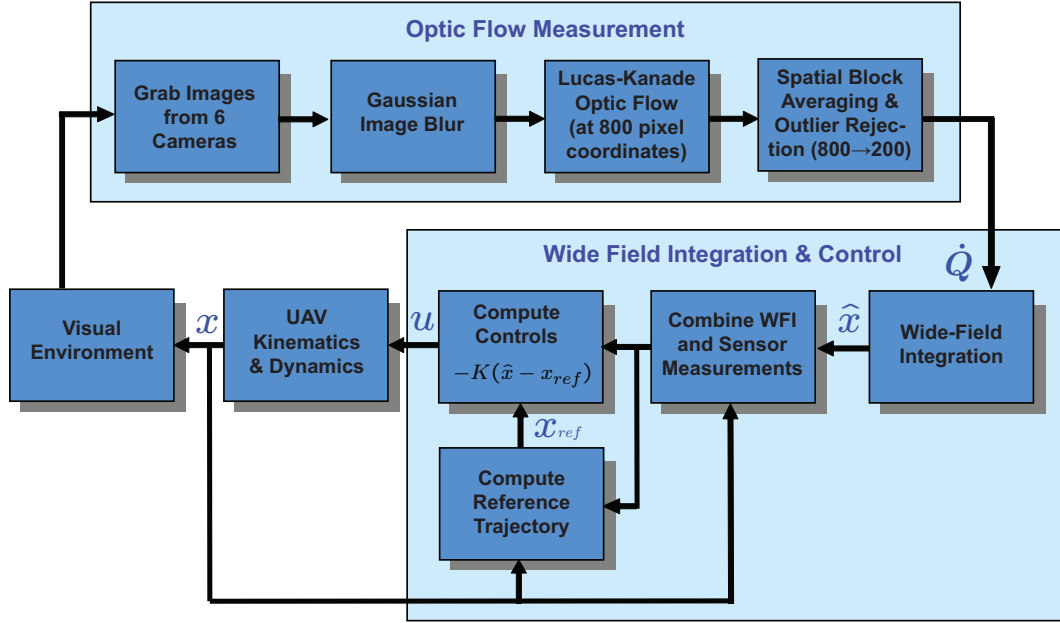 Optic Flow Measurement
Grab Images
from 6
Cameras
Gaussian
Image Blur
Lucas-Kanade
Optic Flow
(at 800 pixel
coordinates)
Spatial Block
Averaging &
Outlier Rejec-
tion (800→200)
Wide Field Integration & Control
Q̇
Visual
Environment
x
UAV
Kinematics
& Dynamics
u
Compute
Controls
−K(x̂ − x_ref)
Combine WFI
and Sensor
Measurements
x̂
Wide-Field
Integration
x_ref
Compute
Reference
Trajectory